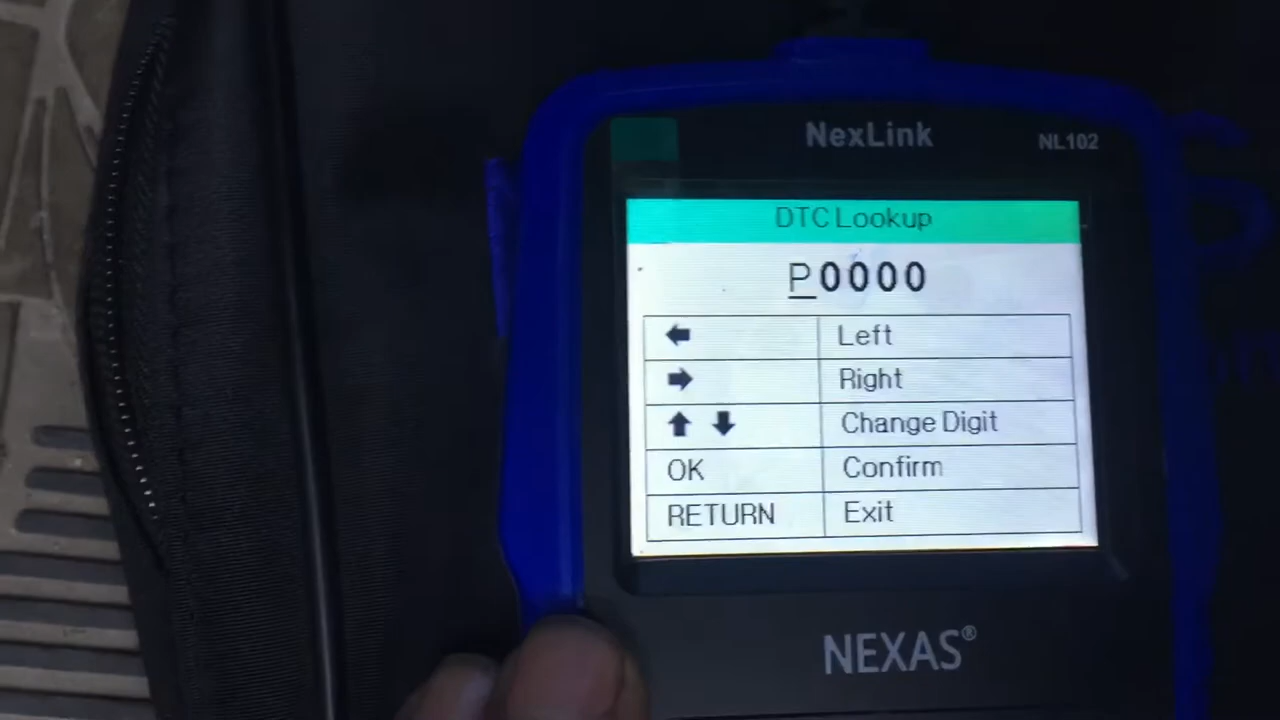 NexLink
NL102
DTC Lookup
P0000
← Left
→ Right
↑ ↓ Change Digit
OK Confirm
RETURN Exit
NEXAS®